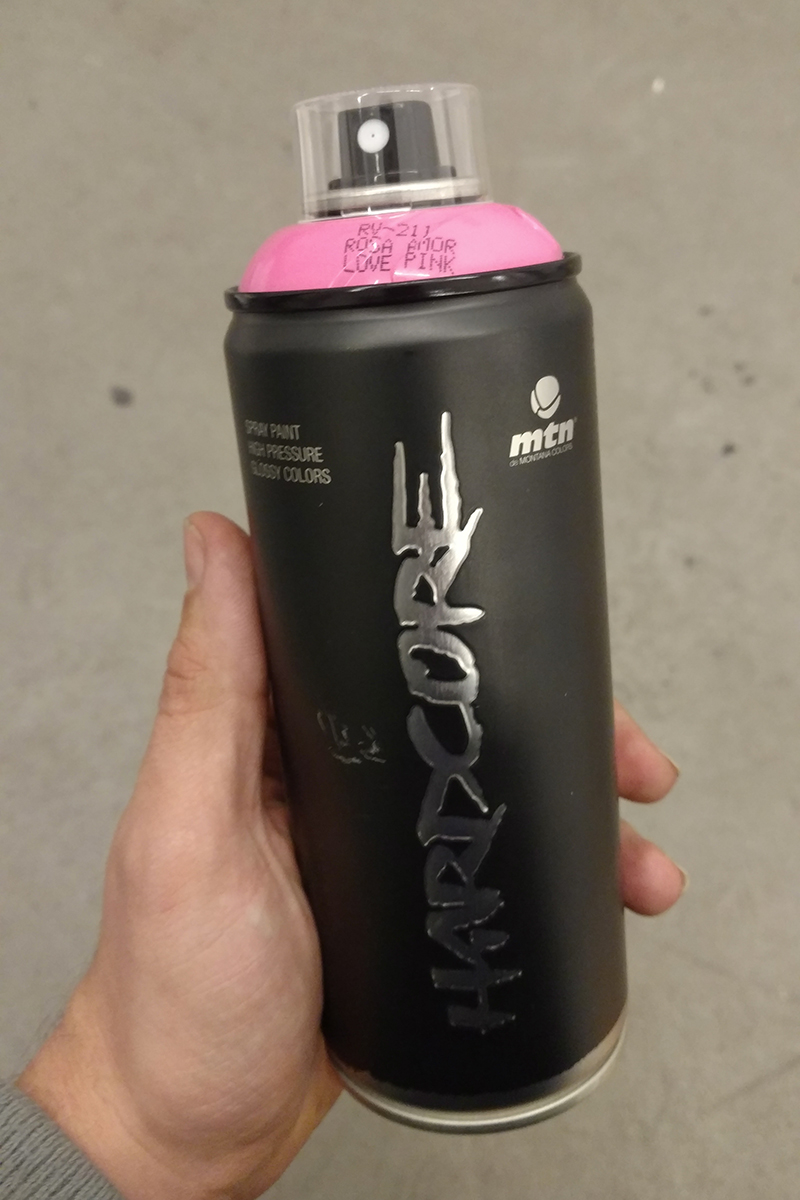 RV-211
ROSA AMOR
LOVE PINK
SPRAY PAINT
HIGH PRESSURE
GLOSSY COLORS
mtn®
de MONTANA COLORS
HARDCORE